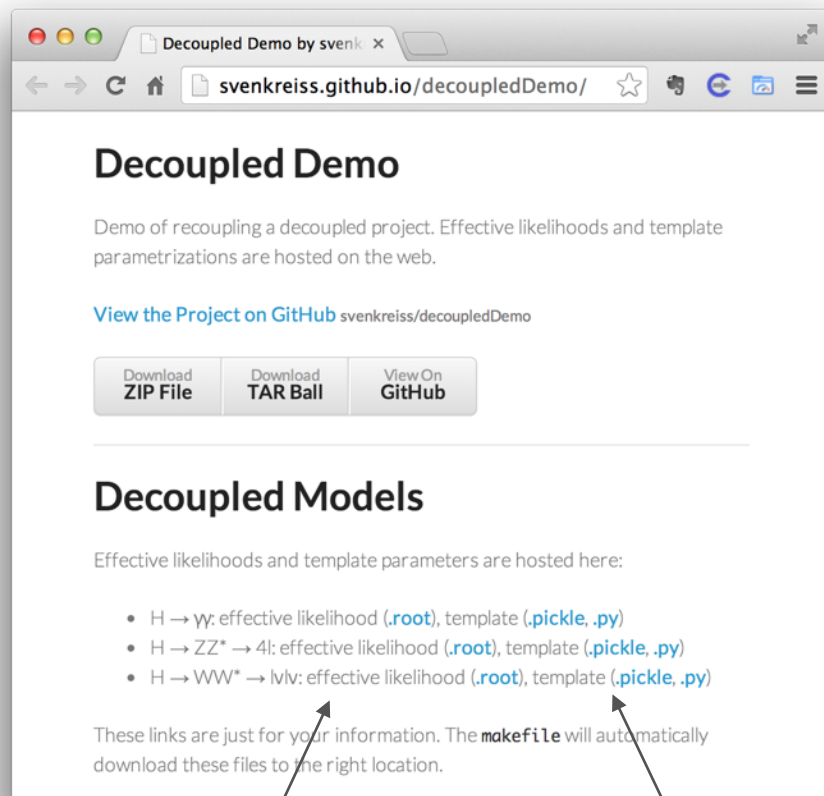 Decoupled Demo by svenk
svenkreiss.github.io/decoupledDemo/
Decoupled Demo
Demo of recoupling a decoupled project. Effective likelihoods and template
parametrizations are hosted on the web.
View the Project on GitHub svenkreiss/decoupledDemo
Download
ZIP File
Download
TAR Ball
View On
GitHub
Decoupled Models
Effective likelihoods and template parameters are hosted here:
• H → γγ: effective likelihood (.root), template (.pickle, .py)
• H → ZZ* → 4l: effective likelihood (.root), template (.pickle, .py)
• H → WW* → lνlν: effective likelihood (.root), template (.pickle, .py)
These links are just for your information. The makefile will automatically
download these files to the right location.